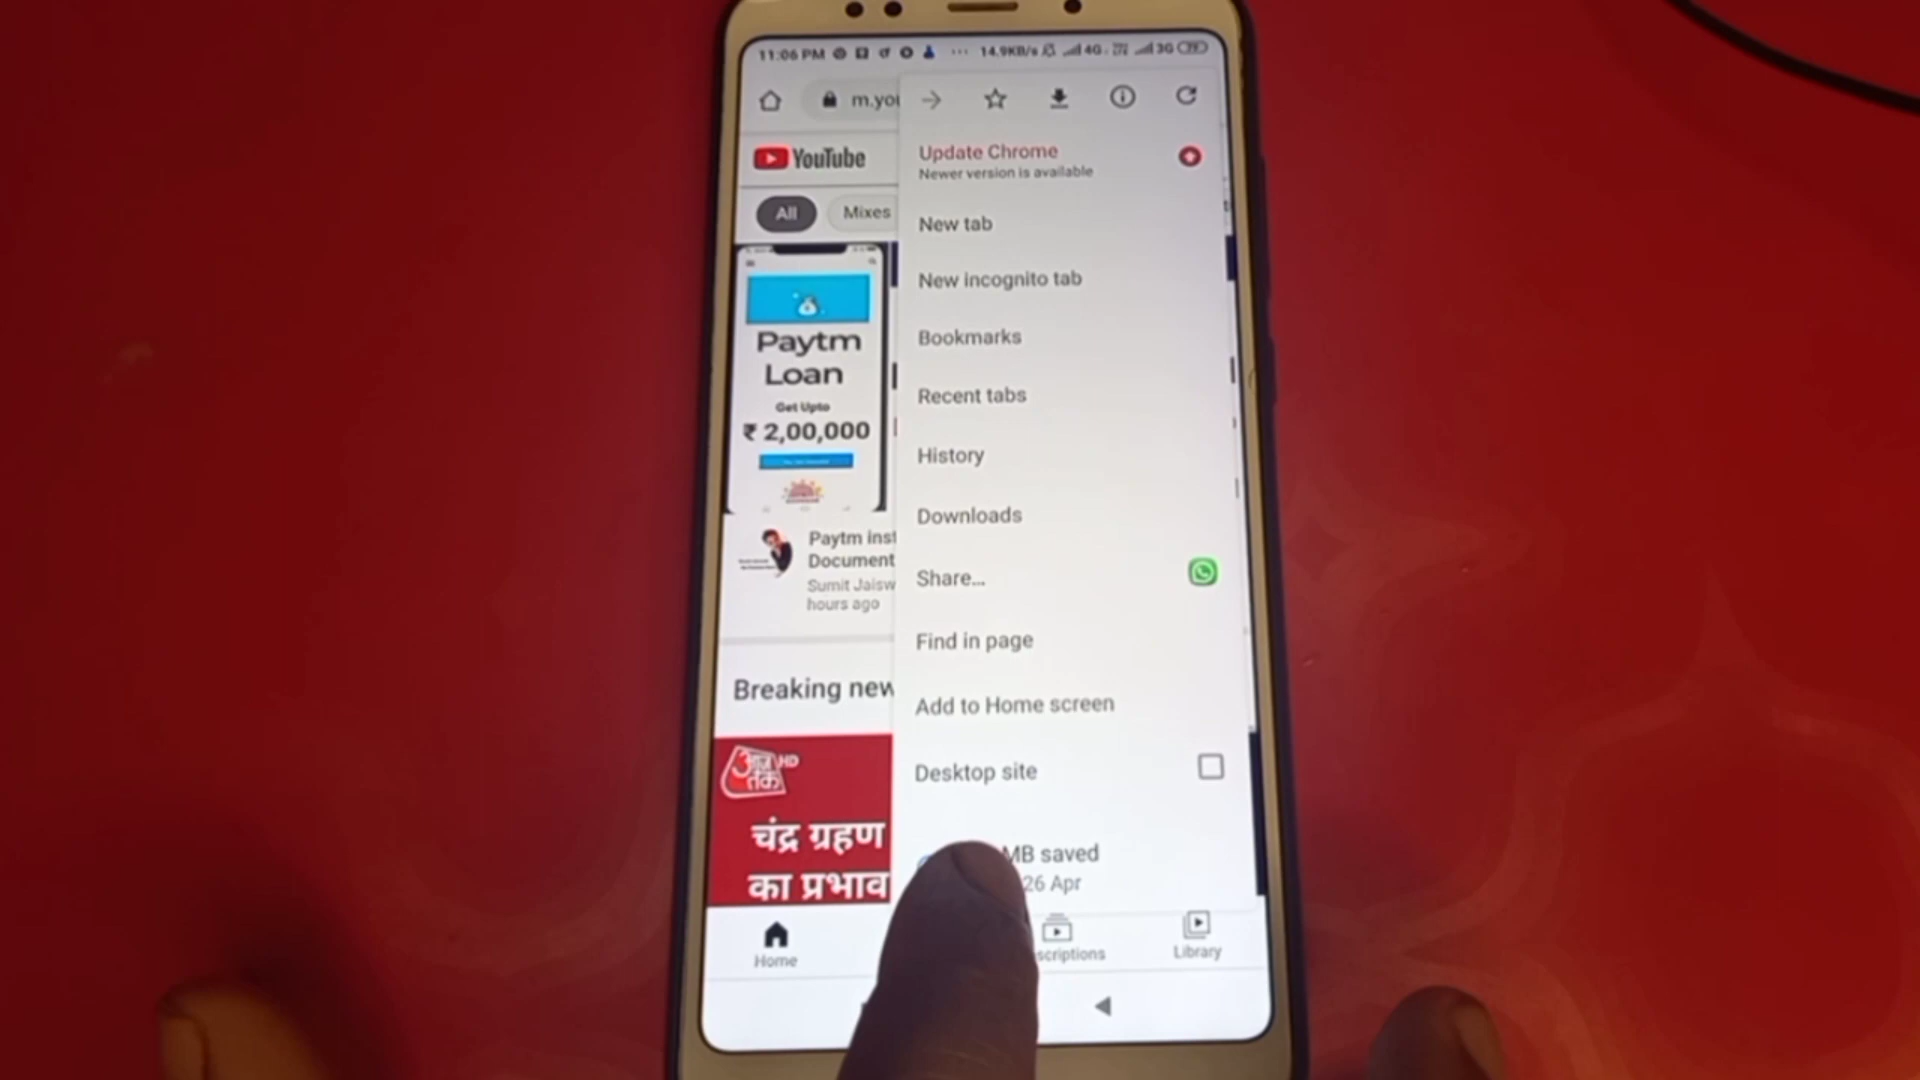 11:06 PM ... 14.9KB/s 4G 3G
m.you
YouTube
Update Chrome
Newer version is available
All
Mixes
New tab
New incognito tab
Bookmarks
Paytm
Loan
Get Upto
₹ 2,00,000
Recent tabs
History
Downloads
Paytm inst
Document
Sumit Jaisw
hours ago
Share...
Find in page
Breaking new
Add to Home screen
Desktop site
आज तक HD
चंद्र ग्रहण
का प्रभाव
MB saved
26 Apr
Home
scriptions
Library